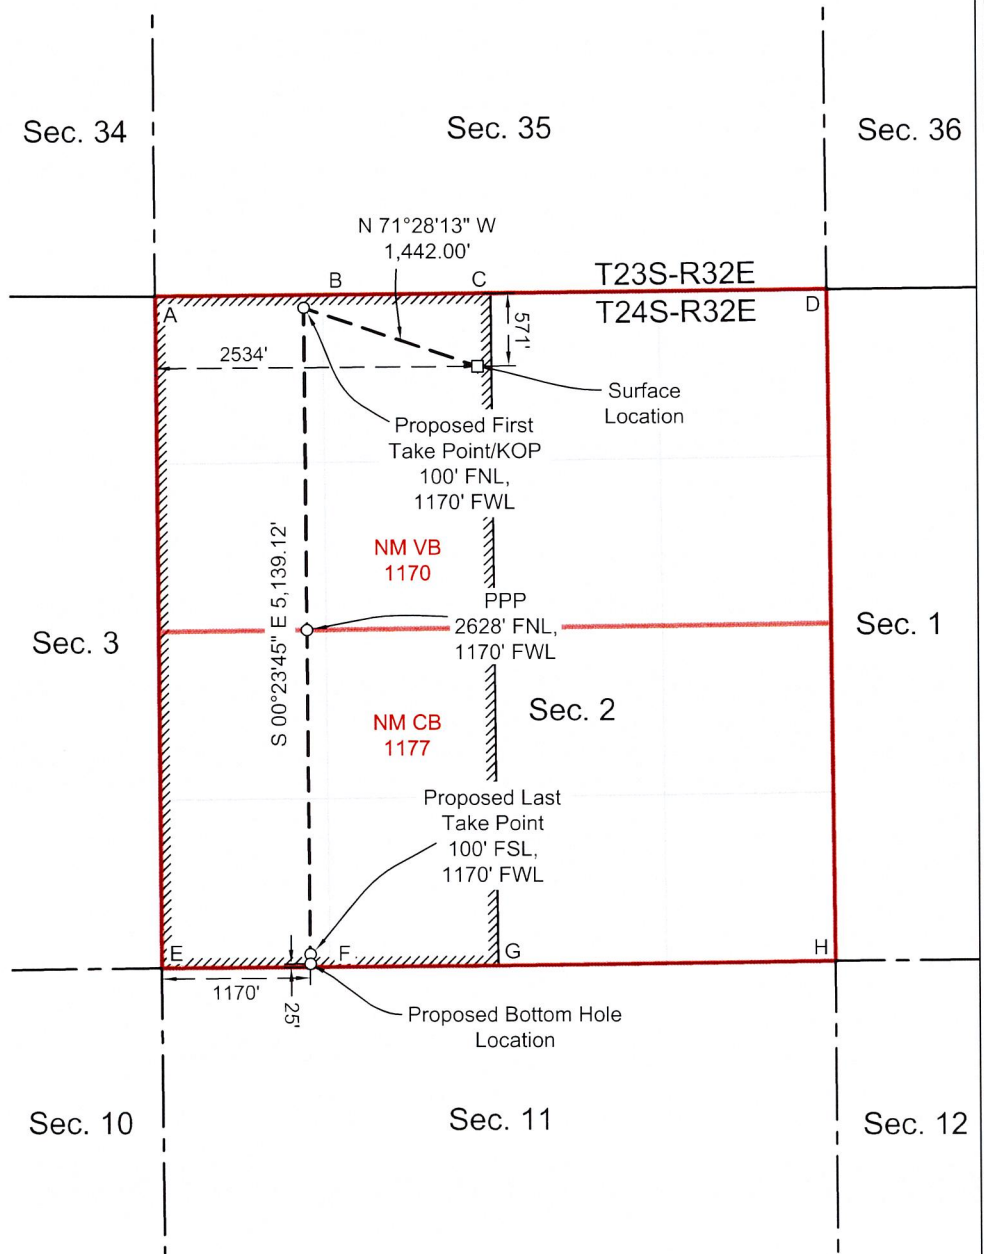 Sec. 34
Sec. 35
Sec. 36
N 71°28'13" W
1,442.00'
B
C
T23S-R32E
A
D
T24S-R32E
571'
2534'
Surface
Location
Proposed First
Take Point/KOP
100' FNL,
1170' FWL
S 00°23'45" E 5,139.12'
NM VB
1170
PPP
2628' FNL,
1170' FWL
Sec. 3
Sec. 1
Sec. 2
NM CB
1177
Proposed Last
Take Point
100' FSL,
1170' FWL
E
F
G
H
1170'
25'
Proposed Bottom Hole
Location
Sec. 10
Sec. 11
Sec. 12